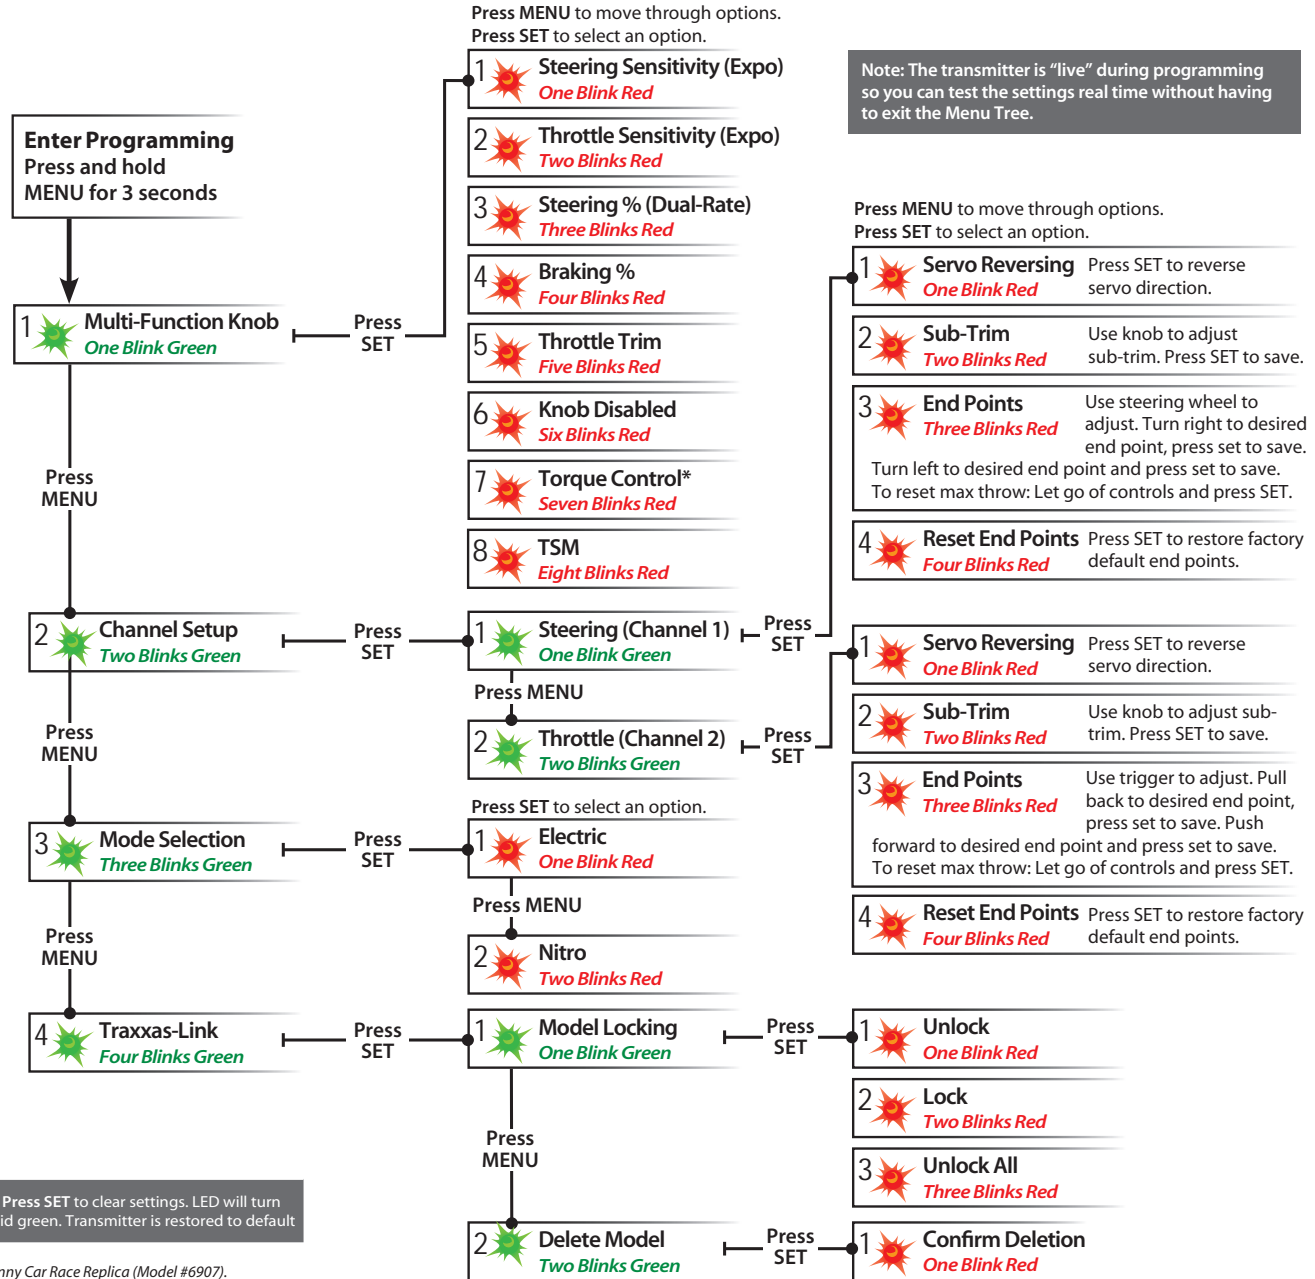 Press MENU to move through options.
Press SET to select an option.
Note: The transmitter is “live” during programming
so you can test the settings real time without having
to exit the Menu Tree.
Enter Programming
Press and hold
MENU for 3 seconds
1 Multi-Function Knob
One Blink Green
Press
SET
1 Steering Sensitivity (Expo)
One Blink Red
2 Throttle Sensitivity (Expo)
Two Blinks Red
3 Steering % (Dual-Rate)
Three Blinks Red
4 Braking %
Four Blinks Red
5 Throttle Trim
Five Blinks Red
6 Knob Disabled
Six Blinks Red
7 Torque Control*
Seven Blinks Red
8 TSM
Eight Blinks Red
Press
MENU
2 Channel Setup
Two Blinks Green
Press
SET
1 Steering (Channel 1)
One Blink Green
Press
SET
Press MENU
2 Throttle (Channel 2)
Two Blinks Green
Press
SET
Press MENU to move through options.
Press SET to select an option.
1 Servo Reversing Press SET to reverse
One Blink Red servo direction.
2 Sub-Trim Use knob to adjust
Two Blinks Red sub-trim. Press SET to save.
3 End Points Use steering wheel to
Three Blinks Red adjust. Turn right to desired
end point, press set to save.
Turn left to desired end point and press set to save.
To reset max throw: Let go of controls and press SET.
4 Reset End Points Press SET to restore factory
Four Blinks Red default end points.
1 Servo Reversing Press SET to reverse
One Blink Red servo direction.
2 Sub-Trim Use knob to adjust sub-
Two Blinks Red trim. Press SET to save.
3 End Points Use trigger to adjust. Pull
Three Blinks Red back to desired end point,
press set to save. Push
forward to desired end point and press set to save.
To reset max throw: Let go of controls and press SET.
4 Reset End Points Press SET to restore factory
Four Blinks Red default end points.
Press
MENU
3 Mode Selection
Three Blinks Green
Press
SET
Press SET to select an option.
1 Electric
One Blink Red
Press MENU
2 Nitro
Two Blinks Red
Press
MENU
4 Traxxas-Link
Four Blinks Green
Press
SET
1 Model Locking
One Blink Green
Press
SET
1 Unlock
One Blink Red
2 Lock
Two Blinks Red
3 Unlock All
Three Blinks Red
Press
MENU
2 Delete Model
Two Blinks Green
Press
SET
1 Confirm Deletion
One Blink Red
Press SET to clear settings. LED will turn
id green. Transmitter is restored to default
nny Car Race Replica (Model #6907).